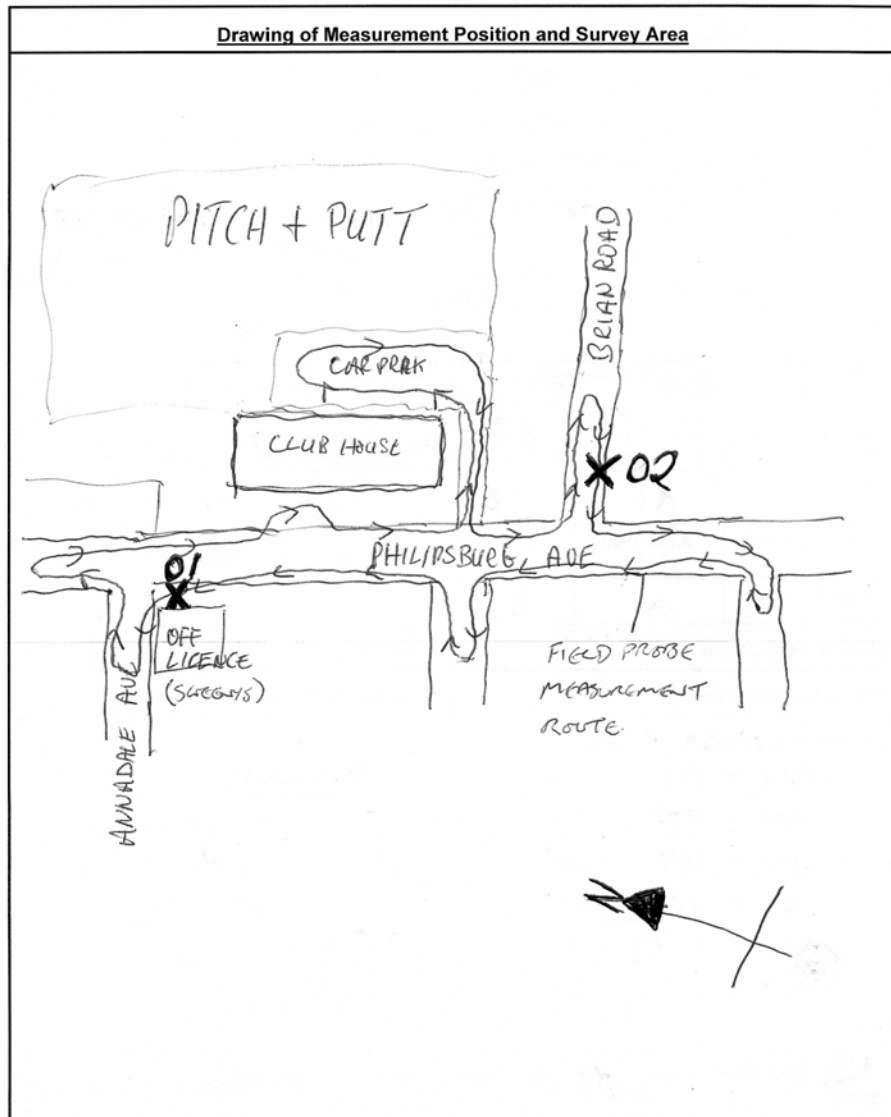 Drawing of Measurement Position and Survey Area
PITCH + PUTT
BRIAN ROAD
CAR PARK
CLUB HOUSE
02
PHILIPSBURG AVE
01
OFF
LICENCE
(SWEENYS)
FIELD PROBE
MEASUREMENT
ROUTE.
ANNADALE AVE
N